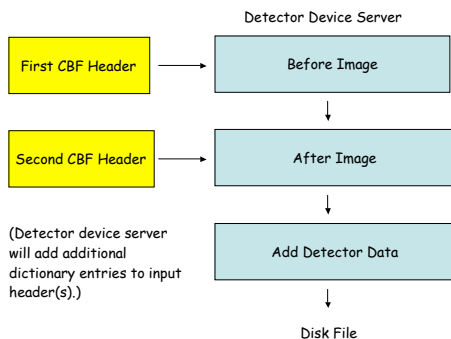 Detector Device Server
First CBF Header
Before Image
Second CBF Header
After Image
(Detector device server
will add additional
dictionary entries to input
header(s).)
Add Detector Data
Disk File